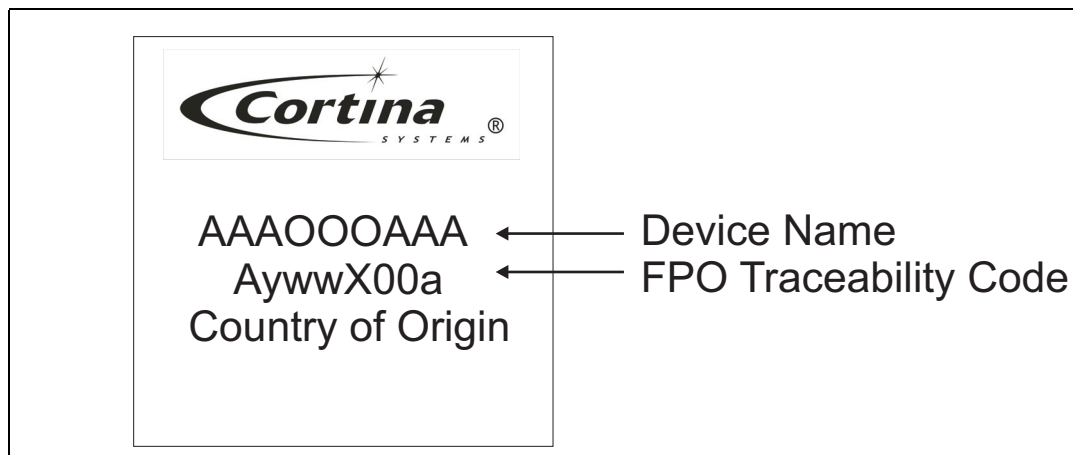 Cortina
SYSTEMS®
AAAOOOAAA
Device Name
AywwX00a
FPO Traceability Code
Country of Origin